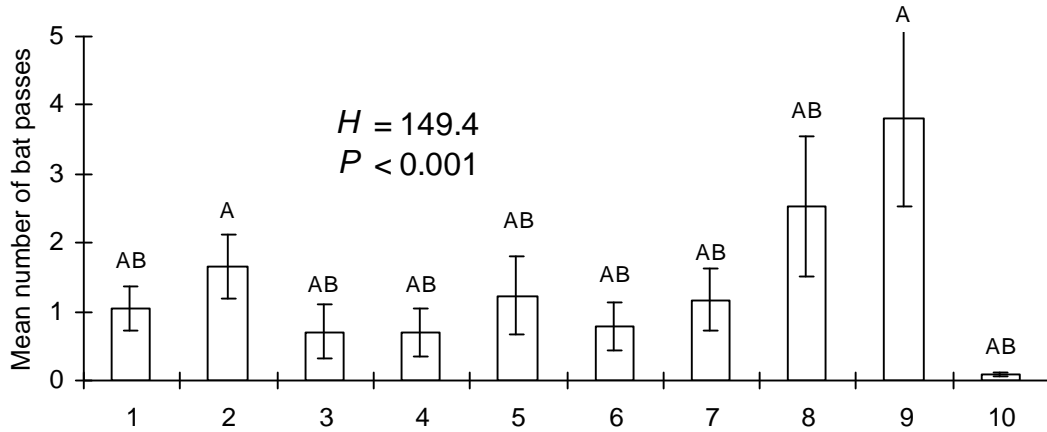 A
5
AB
4
H = 149.4
P < 0.001
3
A
AB
2
AB
AB
AB
AB
AB
1
AB
0
1 2 3 4 5 6 7 8 9 10
Mean number of bat passes